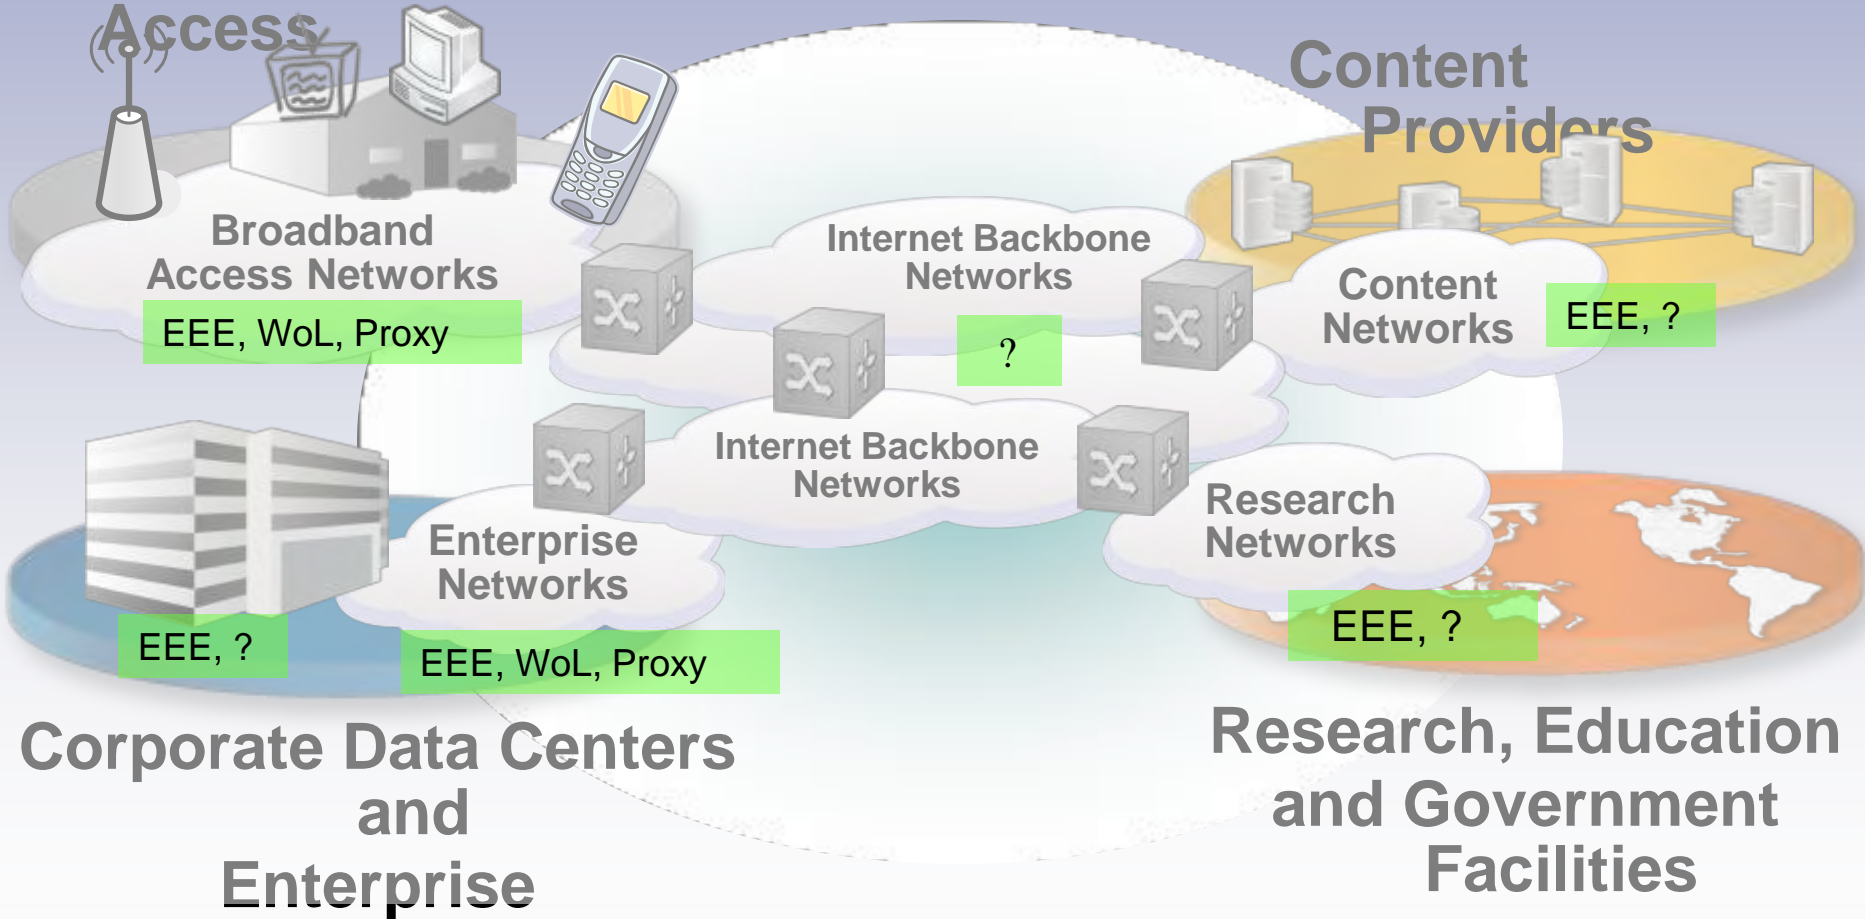 Access
Content
Providers
Broadband
Access Networks
EEE, WoL, Proxy
Internet Backbone
Networks
?
Content
Networks
EEE, ?
Internet Backbone
Networks
Enterprise
Networks
EEE, ?
EEE, WoL, Proxy
Research
Networks
EEE, ?
Corporate Data Centers
and
Enterprise
Research, Education
and Government
Facilities